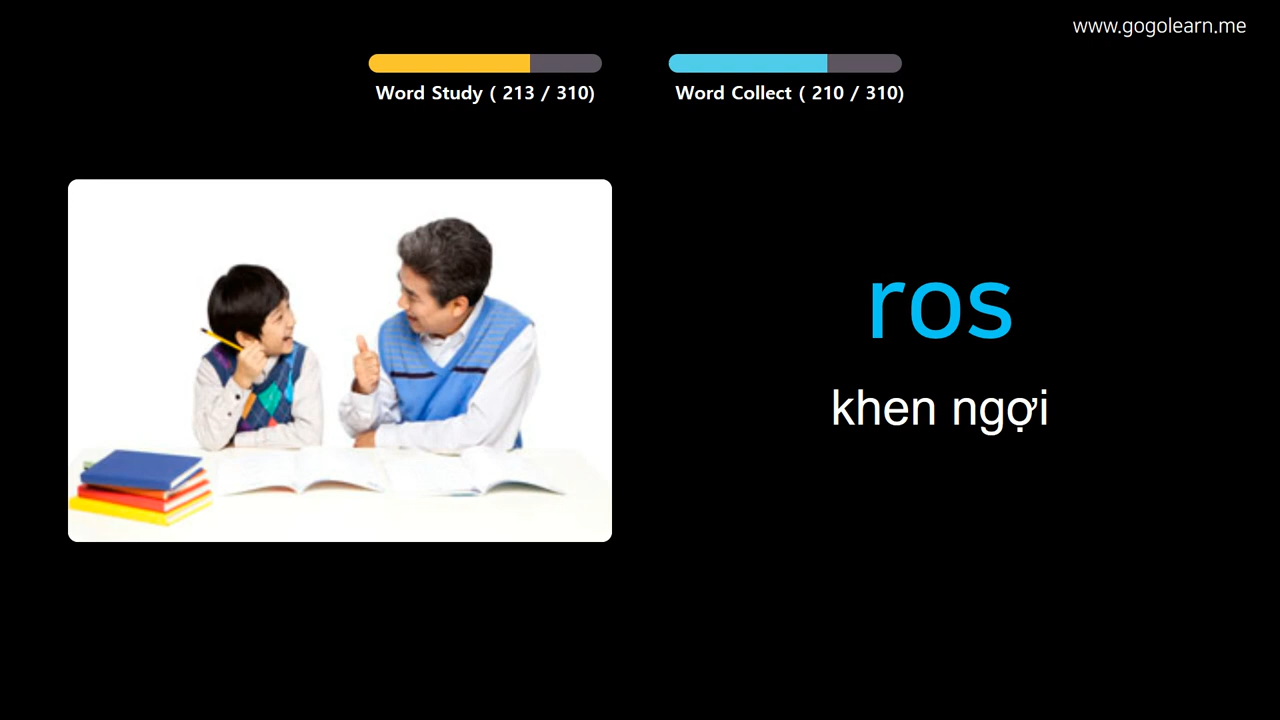 www.gogolearn.me
Word Study ( 213 / 310)
Word Collect ( 210 / 310)
ros
khen ngợi